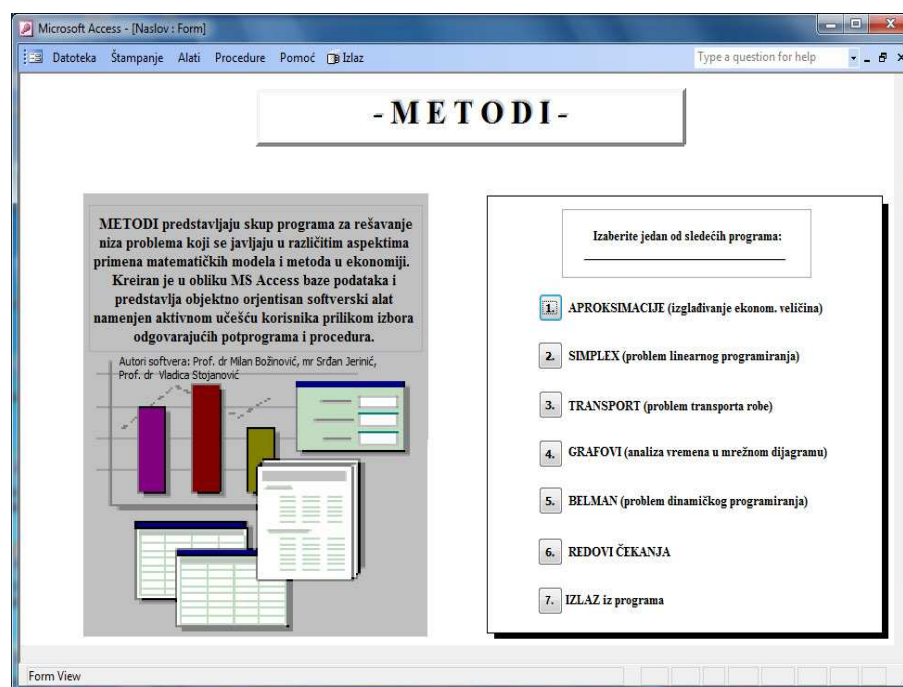 Microsoft Access - [Naslov : Form]
Datoteka Štampanje Alati Procedure Pomoć Izlaz Type a question for help
- M E T O D I -
METODI predstavljaju skup programa za rešavanje
niza problema koji se javljaju u različitim aspektima
primena matematičkih modela i metoda u ekonomiji.
Kreiran je u obliku MS Access baze podataka i
predstavlja objektno orjentisan softverski alat
namenjen aktivnom učešću korisnika prilikom izbora
odgovarajućih potprograma i procedura.
Autori softvera: Prof. dr Milan Božinović, mr Srđan Jerinić,
Prof. dr Vladica Stojanović
Izaberite jedan od sledećih programa:
1. APROKSIMACIJE (izglađivanje ekonom. veličina)
2. SIMPLEX (problem linearnog programiranja)
3. TRANSPORT (problem transporta robe)
4. GRAFOVI (analiza vremena u mrežnom dijagramu)
5. BELMAN (problem dinamičkog programiranja)
6. REDOVI ČEKANJA
7. IZLAZ iz programa
Form View